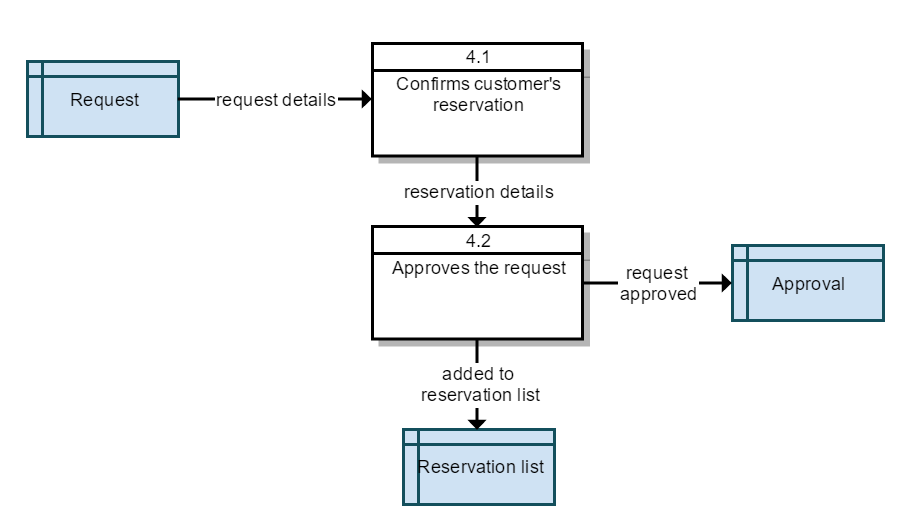 4.1
Confirms customer's
reservation
Request
request details
reservation details
4.2
Approves the request
request
approved
Approval
added to
reservation list
Reservation list